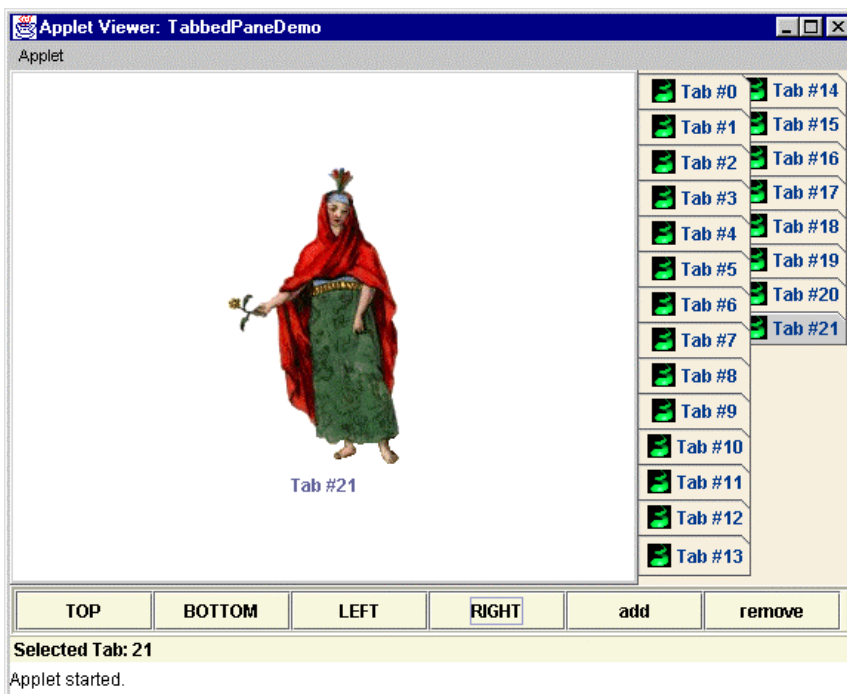 Applet Viewer: TabbedPaneDemo
Applet
Tab #0 Tab #14
Tab #1 Tab #15
Tab #2 Tab #16
Tab #3 Tab #17
Tab #4 Tab #18
Tab #5 Tab #19
Tab #6 Tab #20
Tab #7 Tab #21
Tab #8
Tab #9
Tab #10
Tab #11
Tab #12
Tab #13
Tab #21
TOP BOTTOM LEFT RIGHT add remove
Selected Tab: 21
Applet started.